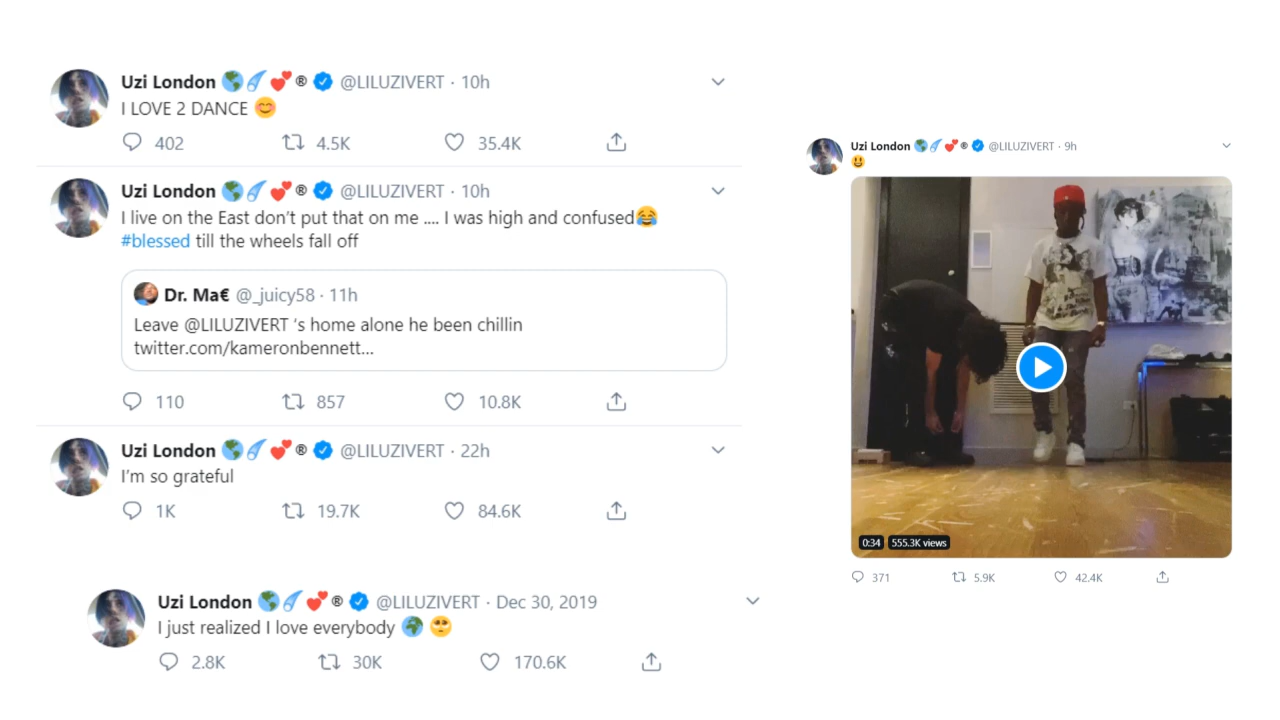 Uzi London 🌎☄️💕® @LILUZIVERT · 10h
I LOVE 2 DANCE 😊
402 4.5K 35.4K
Uzi London 🌎☄️💕® @LILUZIVERT · 10h
I live on the East don’t put that on me .... I was high and confused😂
#blessed till the wheels fall off
Dr. Ma€ @_juicy58 · 11h
Leave @LILUZIVERT ‘s home alone he been chillin
twitter.com/kameronbennett...
110 857 10.8K
Uzi London 🌎☄️💕® @LILUZIVERT · 22h
I’m so grateful
1K 19.7K 84.6K
Uzi London 🌎☄️💕® @LILUZIVERT · Dec 30, 2019
I just realized I love everybody 🌍 🥺
2.8K 30K 170.6K
Uzi London 🌎☄️💕® @LILUZIVERT · 9h
😃
0:34 555.3K views
371 5.9K 42.4K